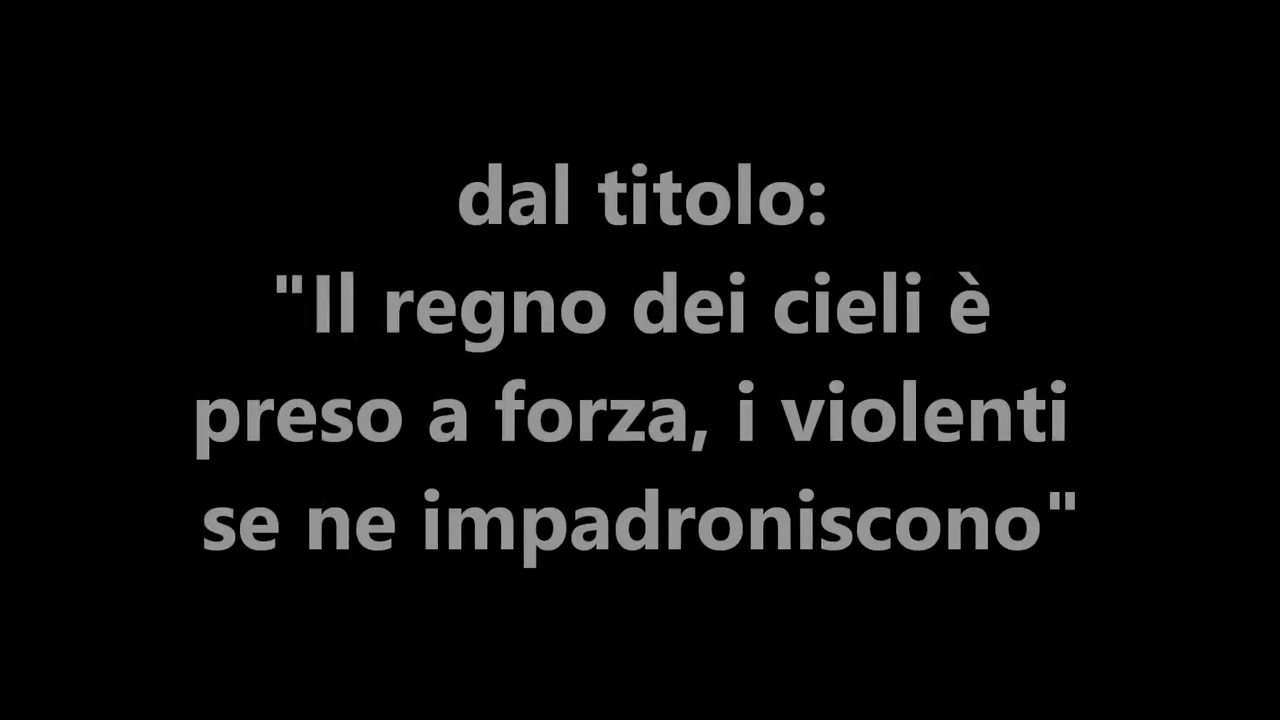 dal titolo:
"Il regno dei cieli è
preso a forza, i violenti
se ne impadroniscono"